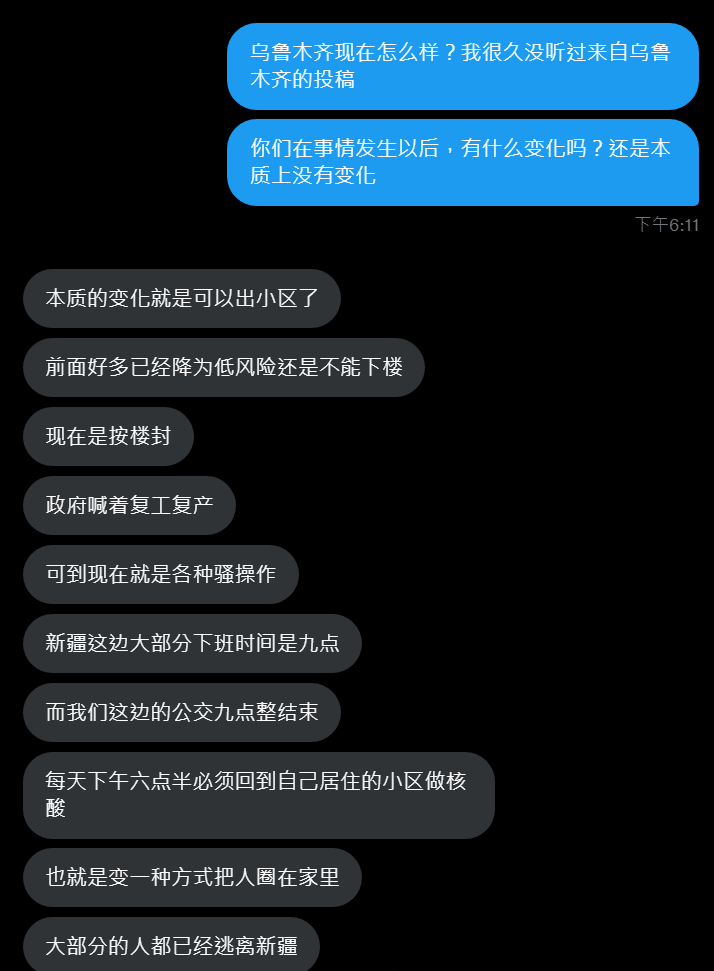 乌鲁木齐现在怎么样？我很久没听过来自乌鲁
木齐的投稿
你们在事情发生以后，有什么变化吗？还是本
质上没有变化
下午6:11
本质的变化就是可以出小区了
前面好多已经降为低风险还是不能下楼
现在是按楼封
政府喊着复工复产
可到现在就是各种骚操作
新疆这边大部分下班时间是九点
而我们这边的公交九点整结束
每天下午六点半必须回到自己居住的小区做核
酸
也就是变一种方式把人圈在家里
大部分的人都已经逃离新疆